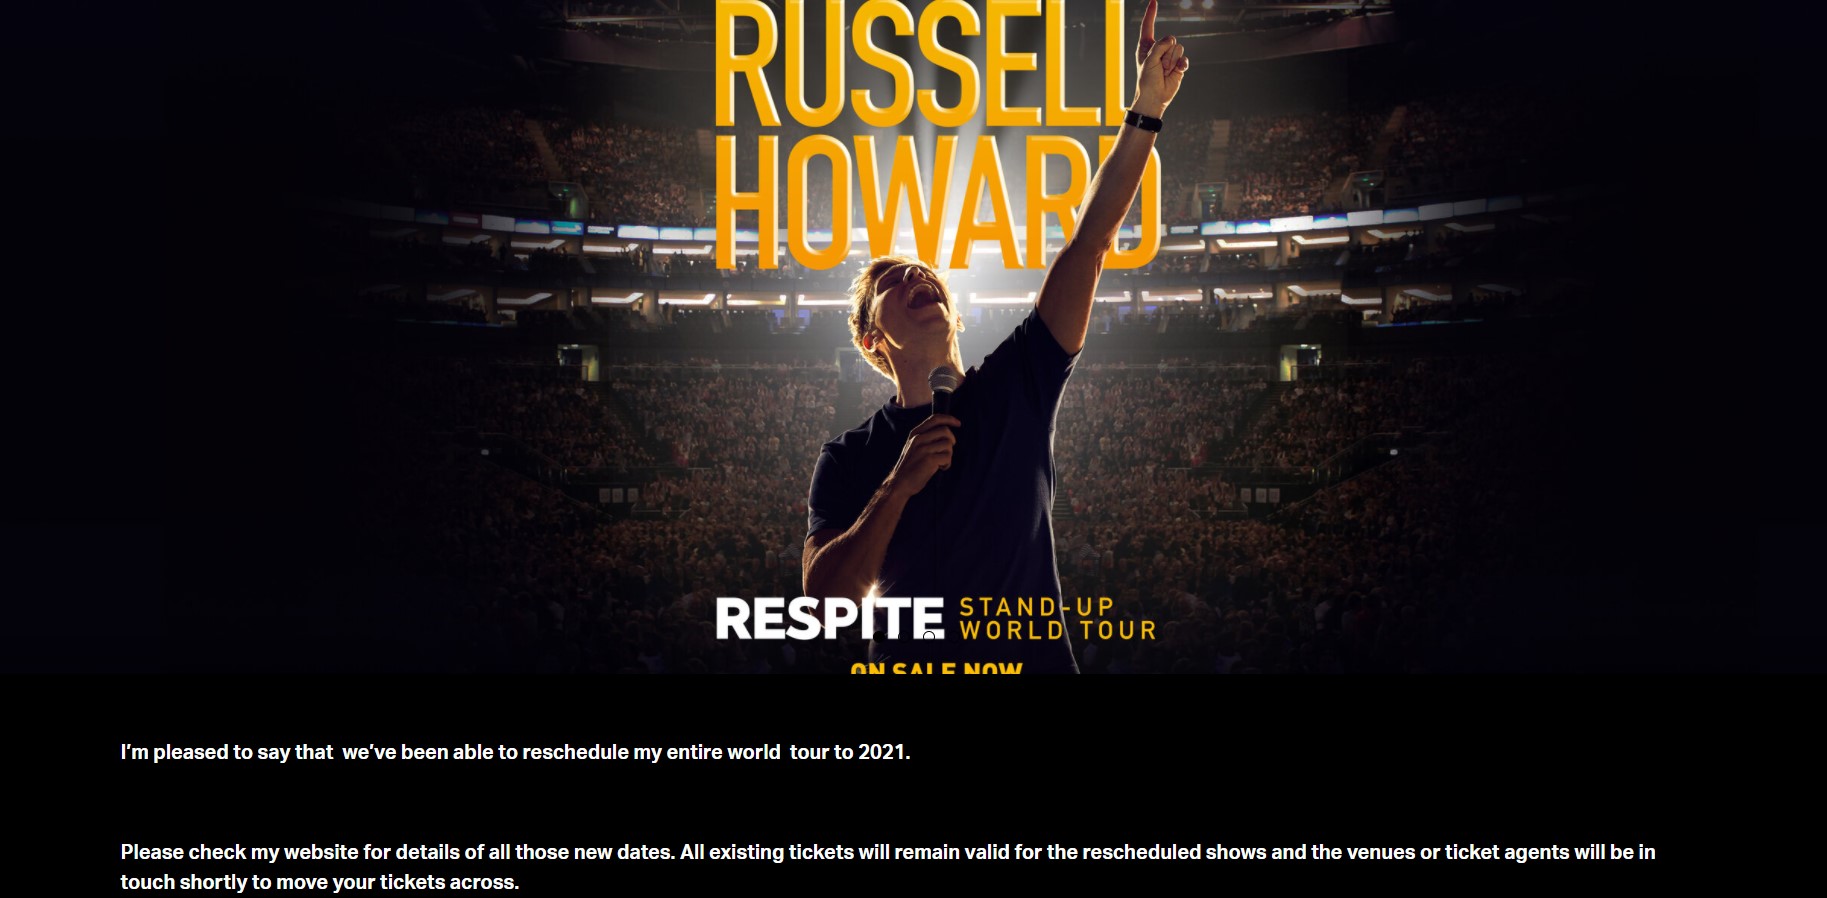 RUSSELL
HOWARD
RESPITE STAND-UP
WORLD TOUR
ON SALE NOW
I'm pleased to say that  we've been able to reschedule my entire world  tour to 2021.
Please check my website for details of all those new dates. All existing tickets will remain valid for the rescheduled shows and the venues or ticket agents will be in
touch shortly to move your tickets across.